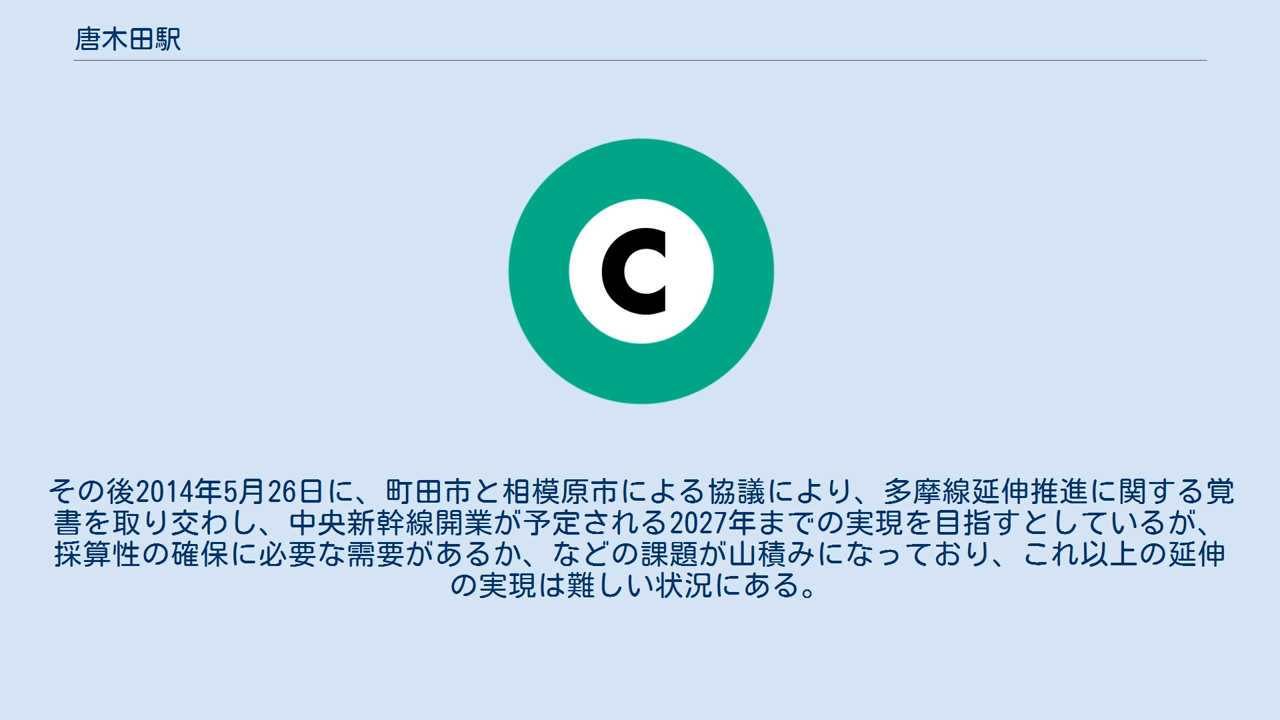 唐木田駅
C
その後2014年5月26日に、町田市と相模原市による協議により、多摩線延伸推進に関する覚
書を取り交わし、中央新幹線開業が予定される2027年までの実現を目指すとしているが、
採算性の確保に必要な需要があるか、などの課題が山積みになっており、これ以上の延伸
の実現は難しい状況にある。